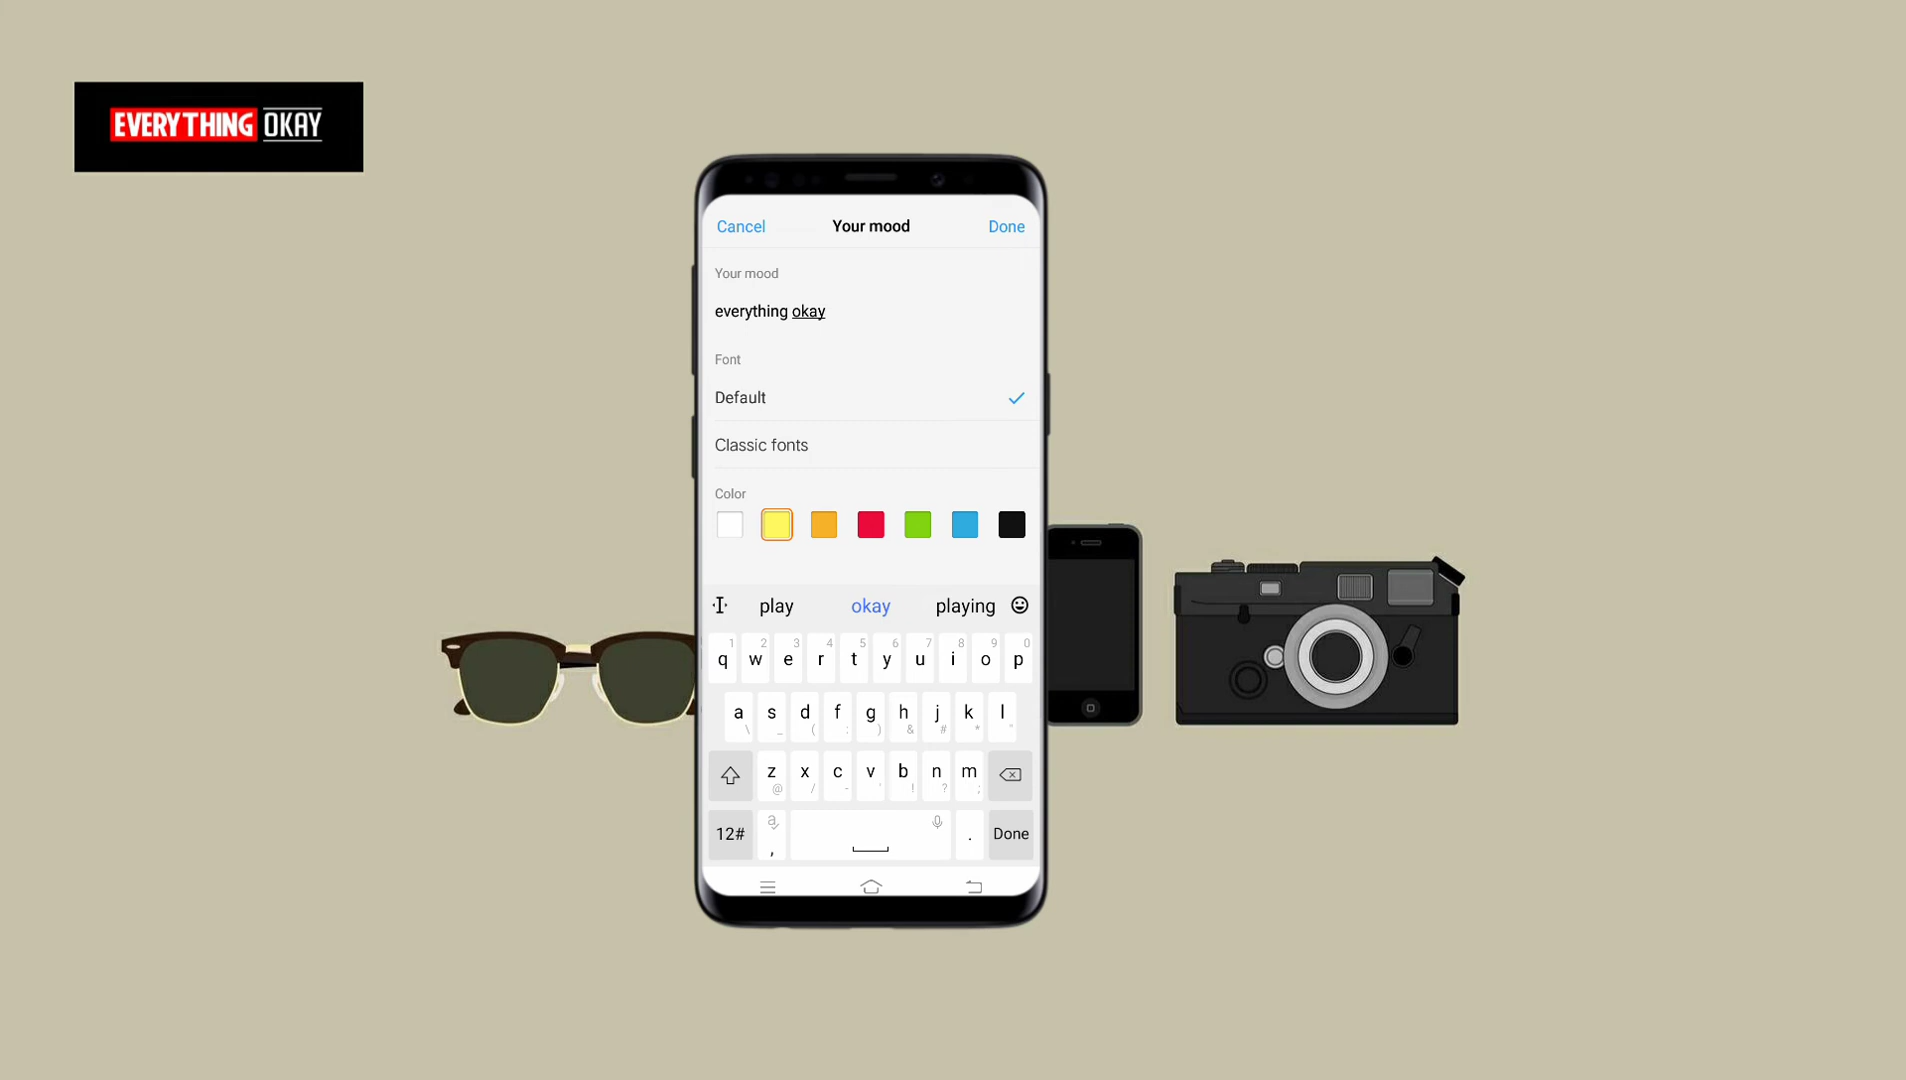 EVERYTHING OKAY
Cancel Your mood Done
Your mood
everything okay
Font
Default
Classic fonts
Color
play okay playing
1 2 3 4 5 6 7 8 9 0
q w e r t y u i o p
a s d f g h j k l
\ _ ( : ) & # * "
z x c v b n m
@ / - ' ! ? ;
12# a , . Done